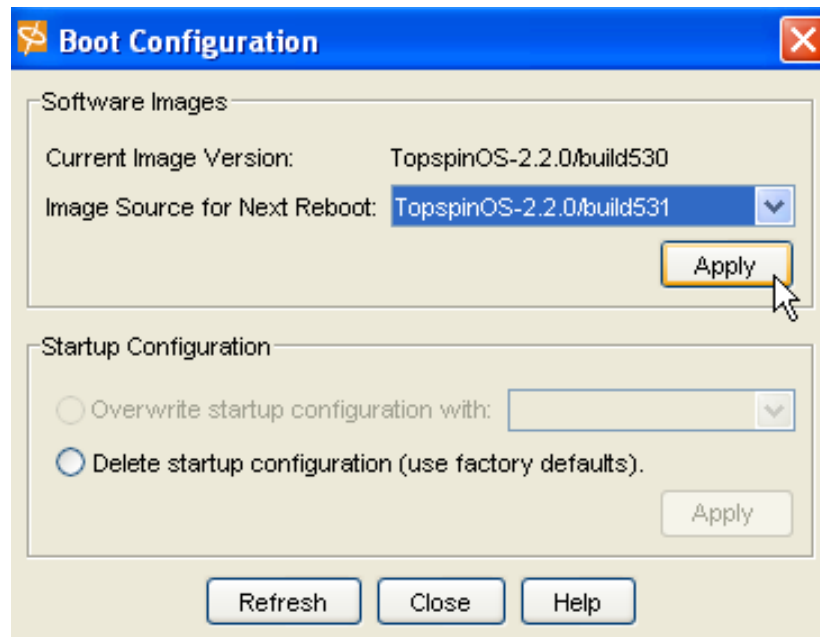 Boot Configuration
Software Images
Current Image Version: TopspinOS-2.2.0/build530
Image Source for Next Reboot: TopspinOS-2.2.0/build531
Apply
Startup Configuration
Overwrite startup configuration with:
Delete startup configuration (use factory defaults).
Apply
Refresh Close Help